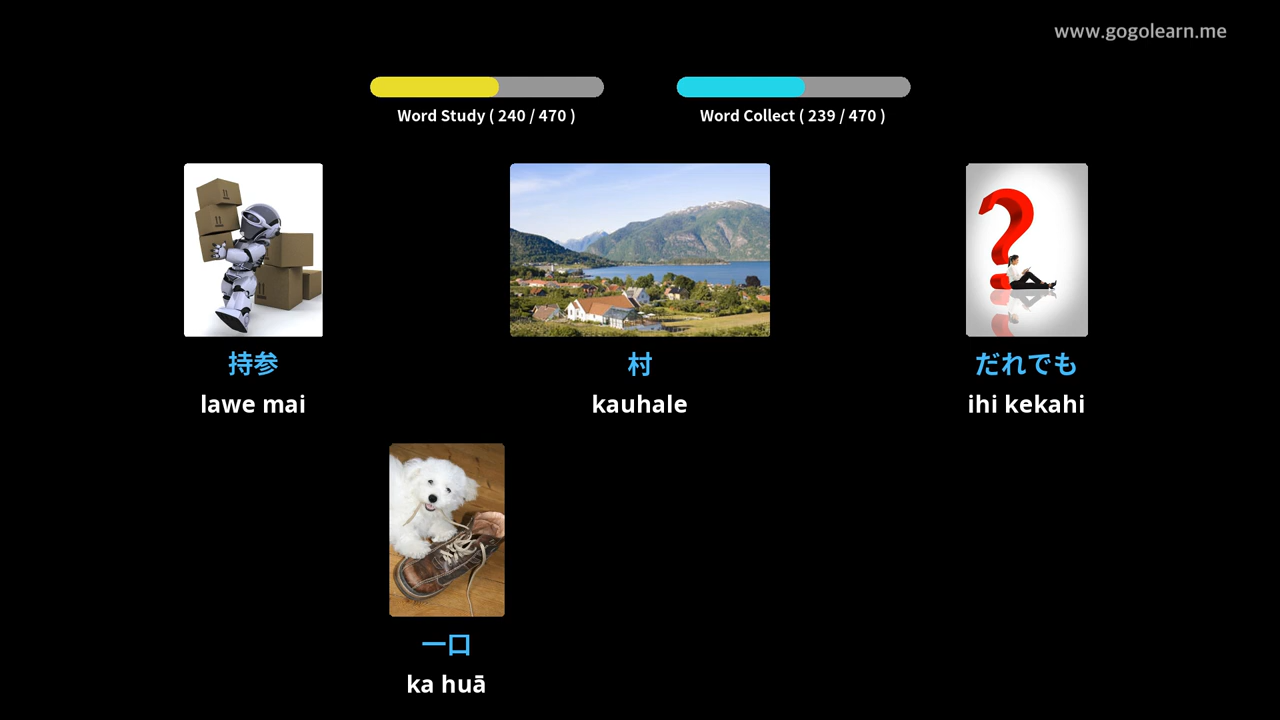 www.gogolearn.me
Word Study ( 240 / 470 )
Word Collect ( 239 / 470 )
持参
lawe mai
村
kauhale
だれでも
ihi kekahi
一口
ka huā